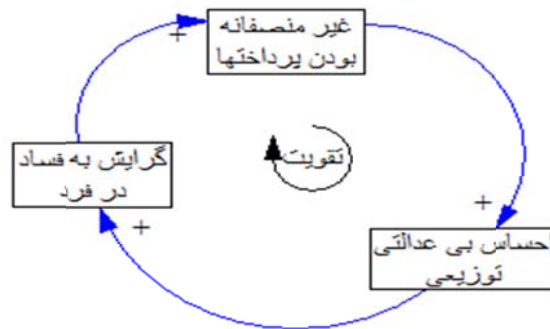 غیر منصفانه
بودن پرداختها
+
گرایش به فساد
در فرد
تقویت
+
+
احساس بی عدالتی
توزیعی